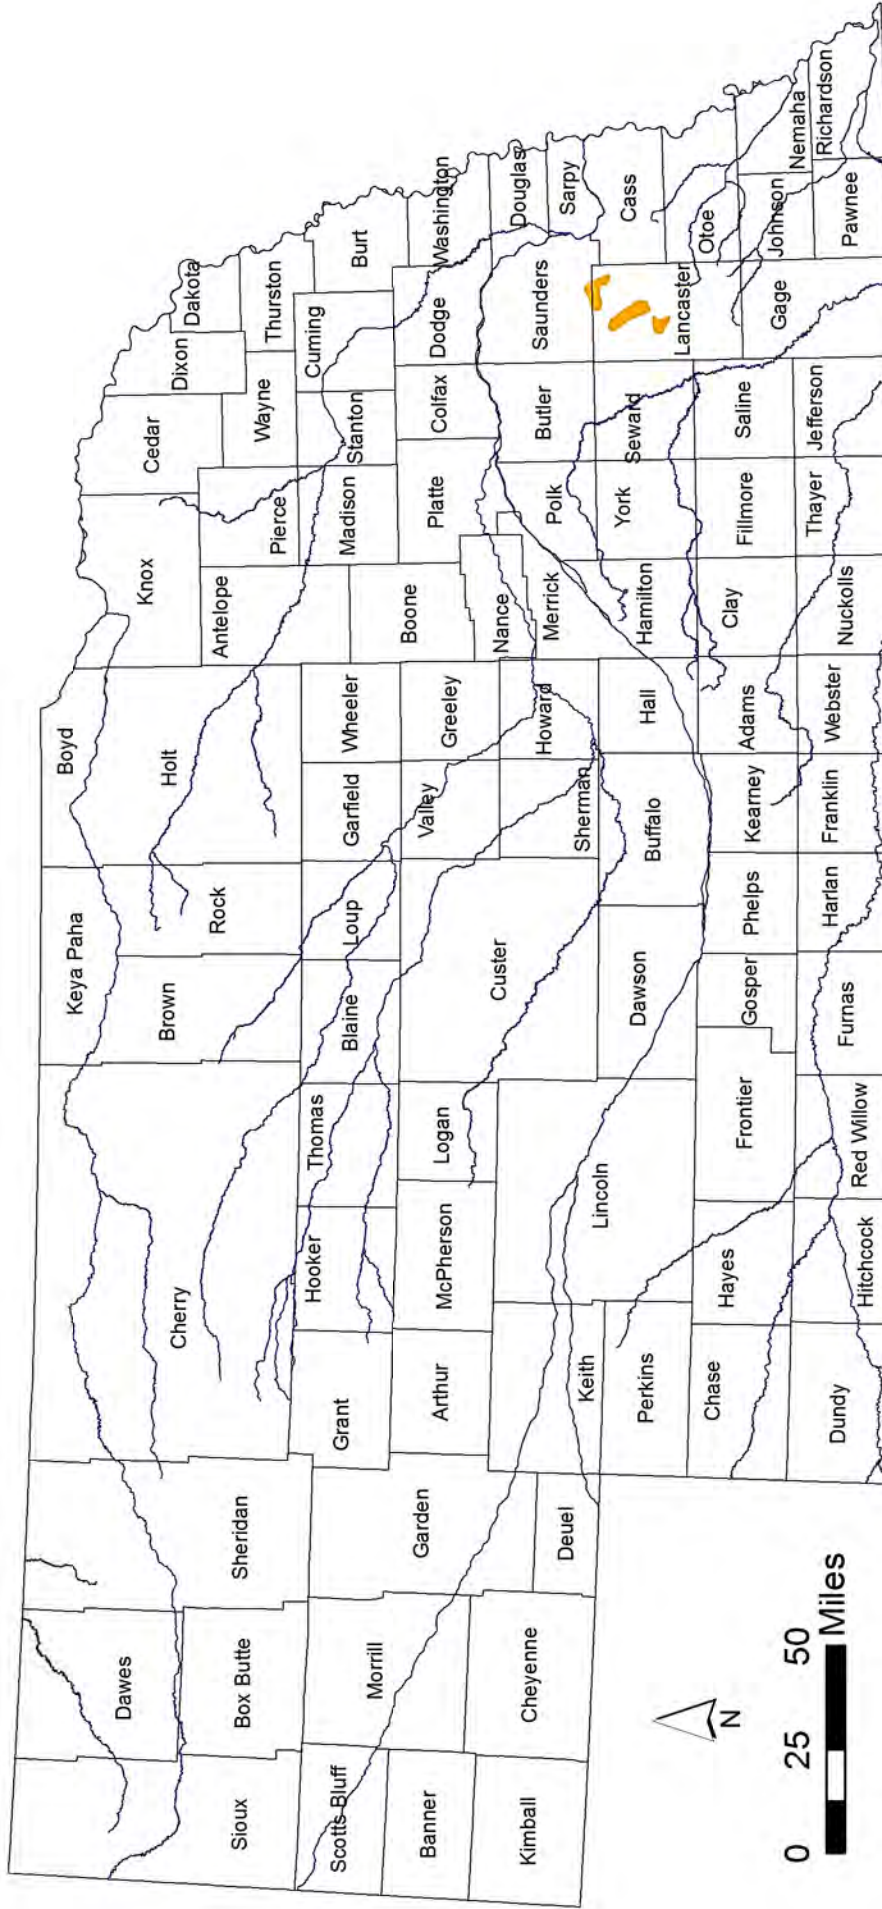 Boyd
Keya Paha
Knox
Cedar
Dixon
Dakota
Sioux
Dawes
Sheridan
Cherry
Brown
Rock
Holt
Antelope
Pierce
Wayne
Thurston
Box Butte
Scotts Bluff
Morrill
Garden
Grant
Hooker
Thomas
Blaine
Loup
Garfield
Wheeler
Boone
Madison
Stanton
Cuming
Burt
Banner
Arthur
McPherson
Logan
Custer
Valley
Greeley
Nance
Platte
Colfax
Dodge
Washington
Kimball
Cheyenne
Deuel
Keith
Lincoln
Sherman
Howard
Merrick
Polk
Butler
Saunders
Douglas
Sarpy
Perkins
Dawson
Buffalo
Hall
Hamilton
York
Seward
Lancaster
Cass
Otoe
Chase
Hayes
Frontier
Gosper
Phelps
Kearney
Adams
Clay
Fillmore
Saline
Gage
Johnson
Nemaha
Dundy
Hitchcock
Red Willow
Furnas
Harlan
Franklin
Webster
Nuckolls
Thayer
Jefferson
Pawnee
Richardson
N
0 25 50
Miles